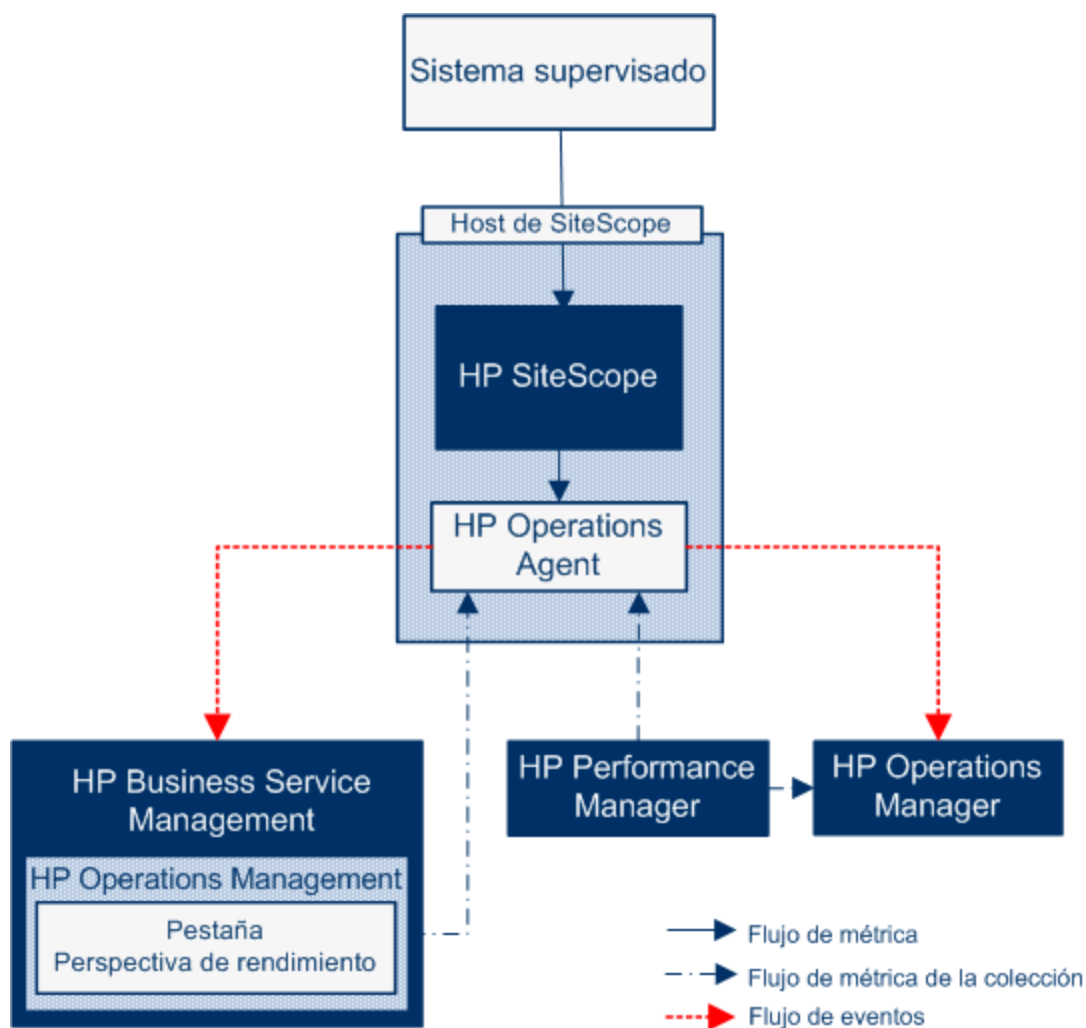 Sistema supervisado
Host de SiteScope
HP SiteScope
HP Operations
Agent
HP Business Service
Management
HP Operations Management
Pestaña
Perspectiva de rendimiento
HP Performance
Manager
HP Operations
Manager
Flujo de métrica
Flujo de métrica de la colección
Flujo de eventos